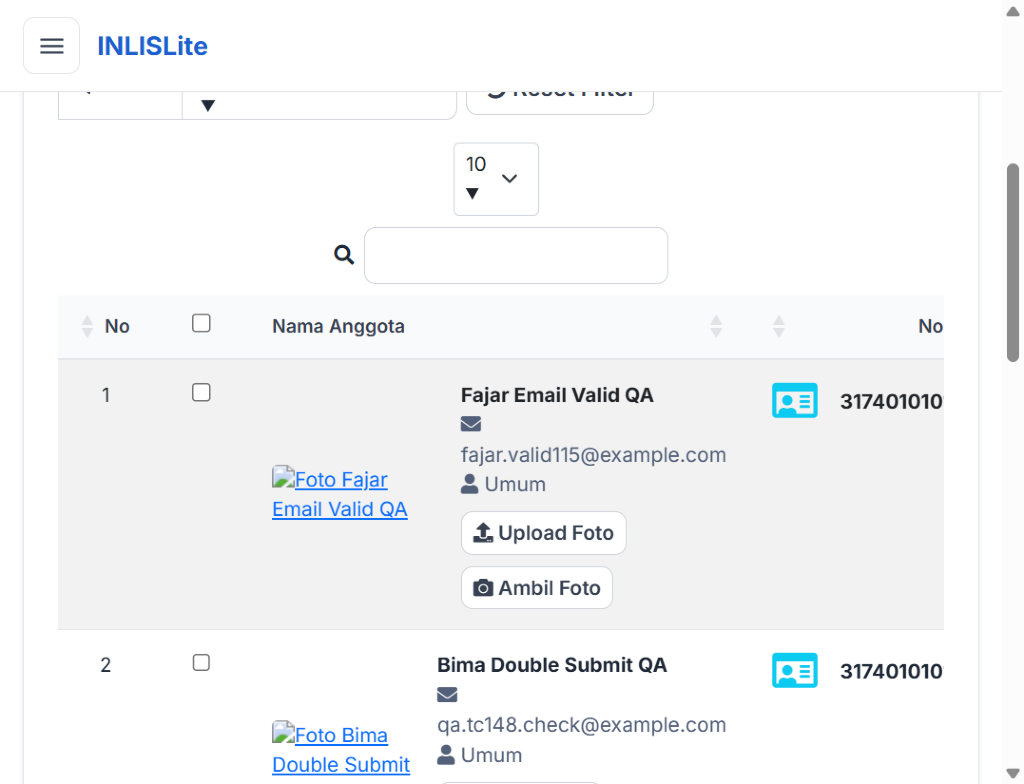 INLISLite
Reset Filter
10
No
Nama Anggota
No
1
Fajar Email Valid QA
317401010
fajar.valid115@example.com
Umum
Foto Fajar
Email Valid QA
Upload Foto
Ambil Foto
2
Bima Double Submit QA
317401010
qa.tc148.check@example.com
Umum
Foto Bima
Double Submit